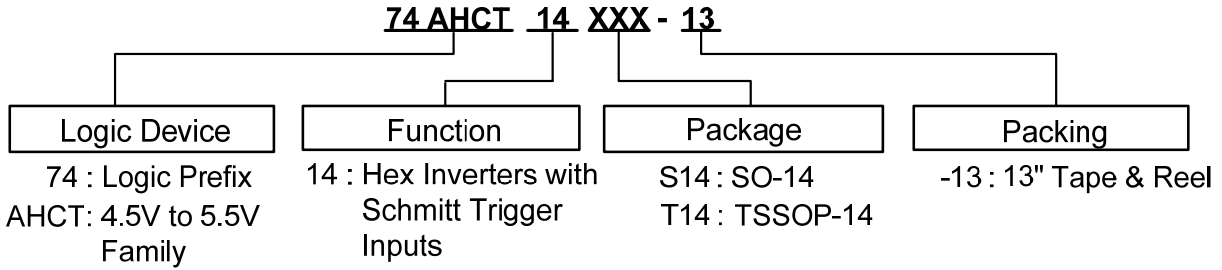 74 AHCT 14 XXX - 13
Logic Device
74 : Logic Prefix
AHCT: 4.5V to 5.5V
Family
Function
14 : Hex Inverters with
Schmitt Trigger
Inputs
Package
S14 : SO-14
T14 : TSSOP-14
Packing
-13 : 13" Tape & Reel